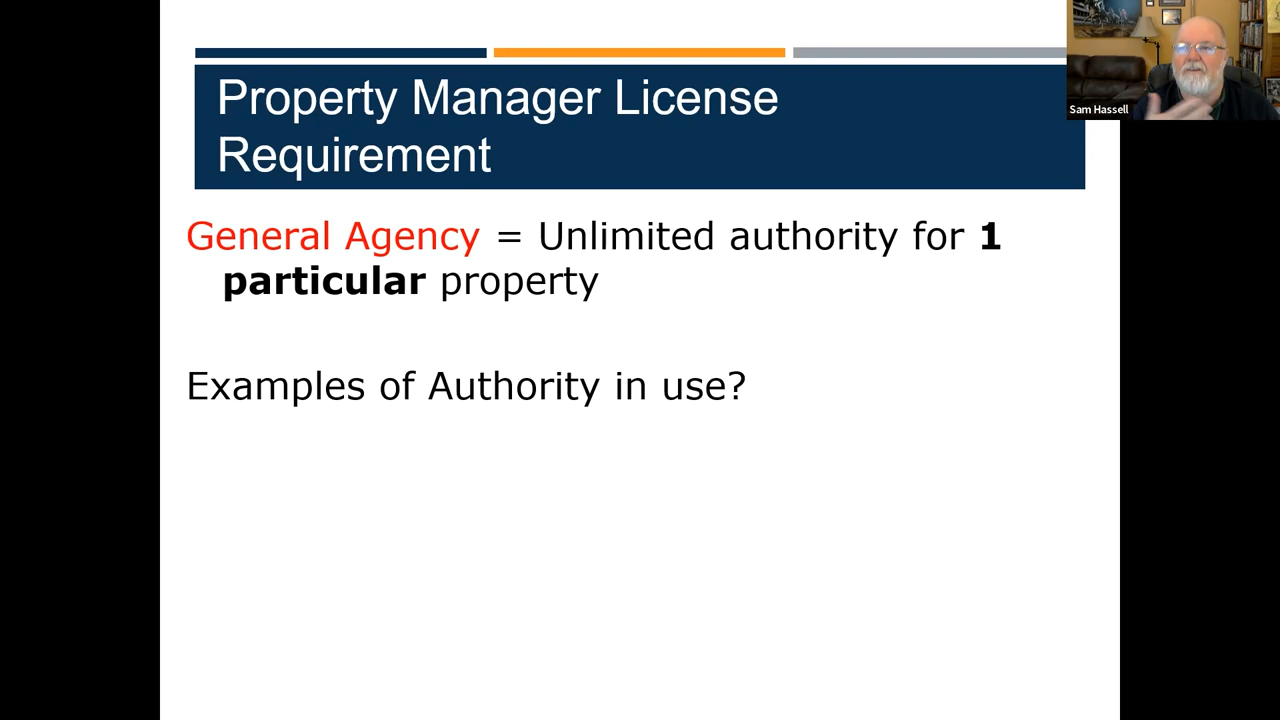 Property Manager License
Requirement
Sam Hassell
General Agency = Unlimited authority for 1
particular property
Examples of Authority in use?